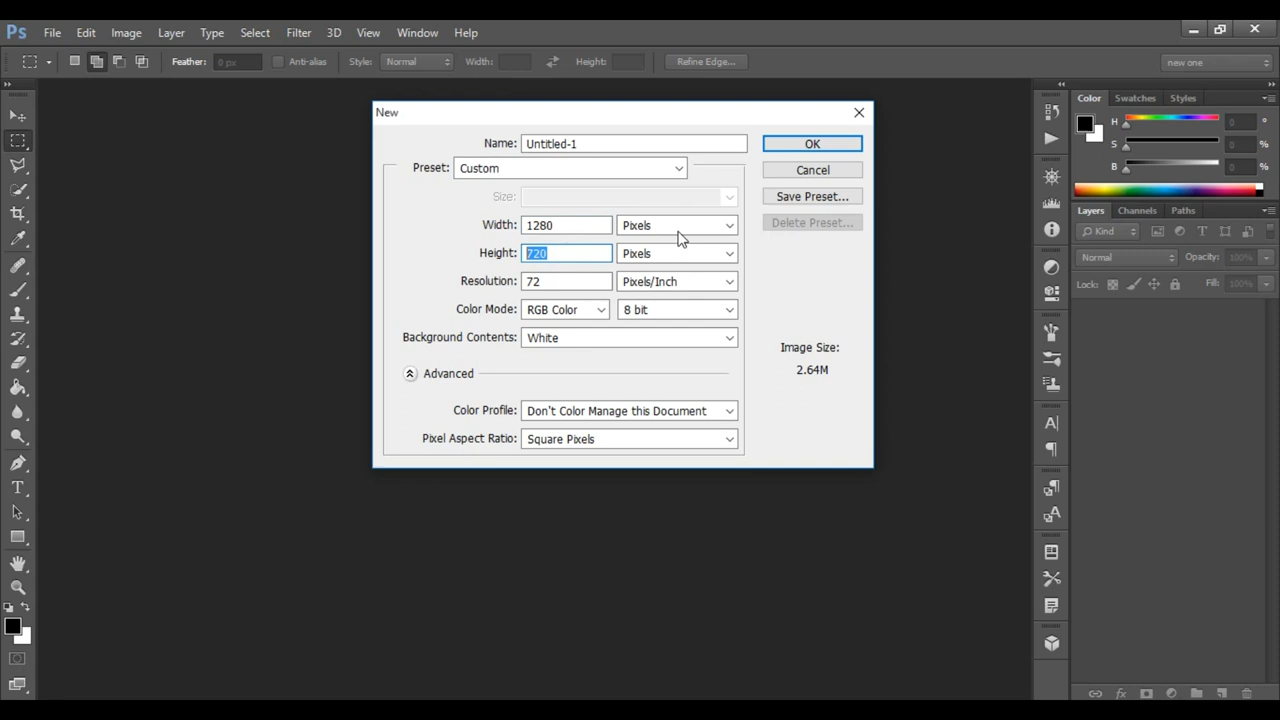 Ps File Edit Image Layer Type Select Filter 3D View Window Help
Feather: 0 px Anti-alias Style: Normal Width: Height: Refine Edge... new one
New
Name: Untitled-1 OK
Preset: Custom Cancel
Size: Save Preset...
Width: 1280 Pixels Delete Preset...
Height: 720 Pixels
Resolution: 72 Pixels/Inch
Color Mode: RGB Color 8 bit
Background Contents: White
Image Size:
2.64M
Advanced
Color Profile: Don't Color Manage this Document
Pixel Aspect Ratio: Square Pixels
Color Swatches Styles
H 0 °
S 0 %
B 0 %
Layers Channels Paths
Kind
Normal Opacity: 100%
Lock: Fill: 100%